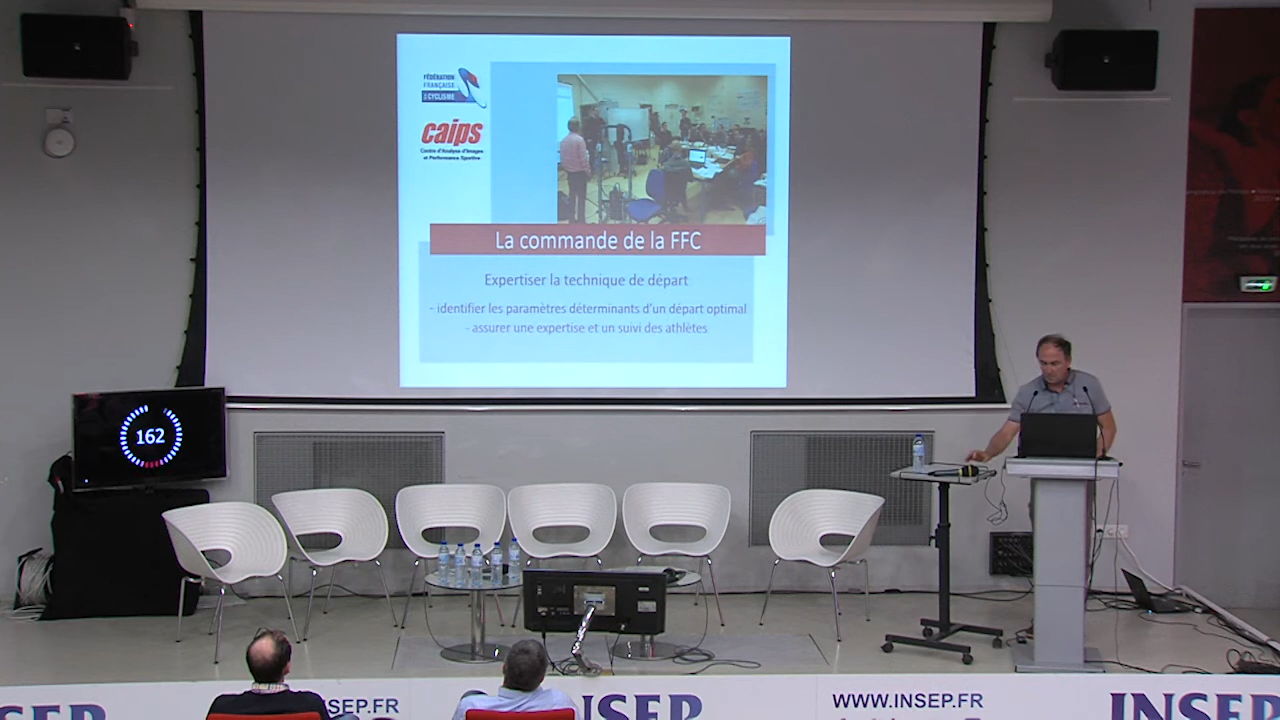 FÉDÉRATION
FRANÇAISE
DE CYCLISME
caips
Centre d'Analyse d'Images
et Performance Sportive
La commande de la FFC
Expertiser la technique de départ
- identifier les paramètres déterminants d'un départ optimal
- assurer une expertise et un suivi des athlètes
162
INSEP.FR
INSEP
WWW.INSEP.FR
INSEP